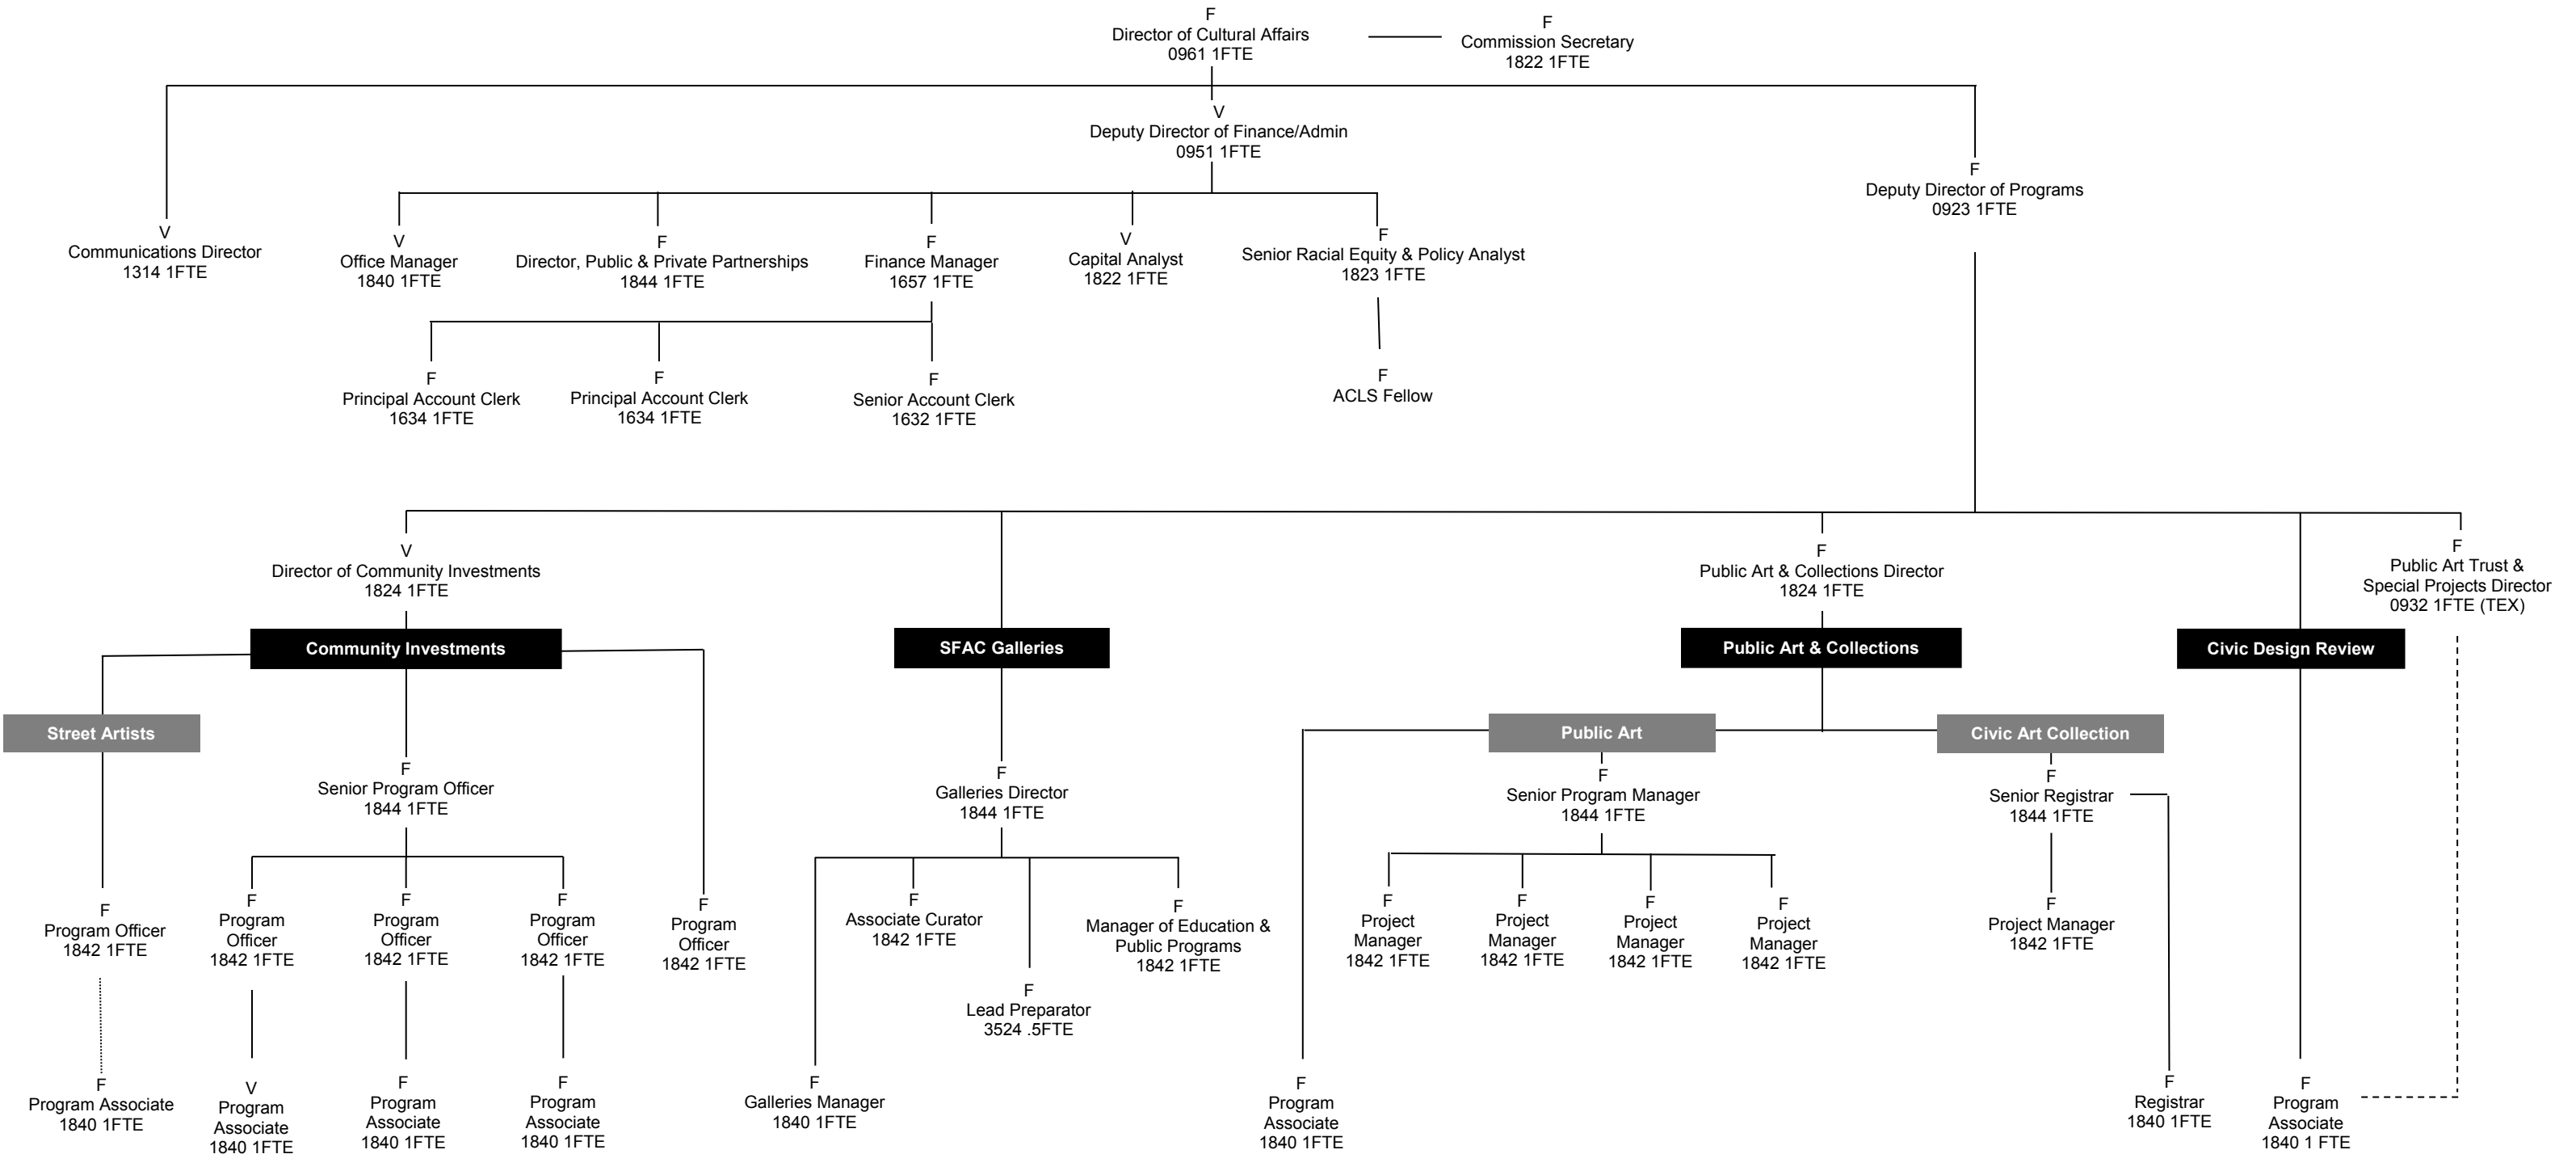 F
Director of Cultural Affairs
0961 1FTE
F
Commission Secretary
1822 1FTE
V
Deputy Director of Finance/Admin
0951 1FTE
F
Deputy Director of Programs
0923 1FTE
V
Communications Director
1314 1FTE
V
Office Manager
1840 1FTE
F
Director, Public & Private Partnerships
1844 1FTE
F
Finance Manager
1657 1FTE
V
Capital Analyst
1822 1FTE
F
Senior Racial Equity & Policy Analyst
1823 1FTE
F
Principal Account Clerk
1634 1FTE
F
Principal Account Clerk
1634 1FTE
F
Senior Account Clerk
1632 1FTE
F
ACLS Fellow
V
Director of Community Investments
1824 1FTE
F
Public Art & Collections Director
1824 1FTE
F
Public Art Trust &
Special Projects Director
0932 1FTE (TEX)
Community Investments
SFAC Galleries
Public Art & Collections
Civic Design Review
Street Artists
Public Art
Civic Art Collection
F
Senior Program Officer
1844 1FTE
F
Galleries Director
1844 1FTE
F
Senior Program Manager
1844 1FTE
F
Senior Registrar
1844 1FTE
F
Program Officer
1842 1FTE
F
Program
Officer
1842 1FTE
F
Program
Officer
1842 1FTE
F
Program
Officer
1842 1FTE
F
Program
Officer
1842 1FTE
F
Associate Curator
1842 1FTE
F
Lead Preparator
3524 .5FTE
F
Manager of Education &
Public Programs
1842 1FTE
F
Project
Manager
1842 1FTE
F
Project
Manager
1842 1FTE
F
Project
Manager
1842 1FTE
F
Project
Manager
1842 1FTE
F
Project Manager
1842 1FTE
F
Program Associate
1840 1FTE
V
Program
Associate
1840 1FTE
F
Program
Associate
1840 1FTE
F
Program
Associate
1840 1FTE
F
Galleries Manager
1840 1FTE
F
Program
Associate
1840 1FTE
F
Registrar
1840 1FTE
F
Program
Associate
1840 1 FTE